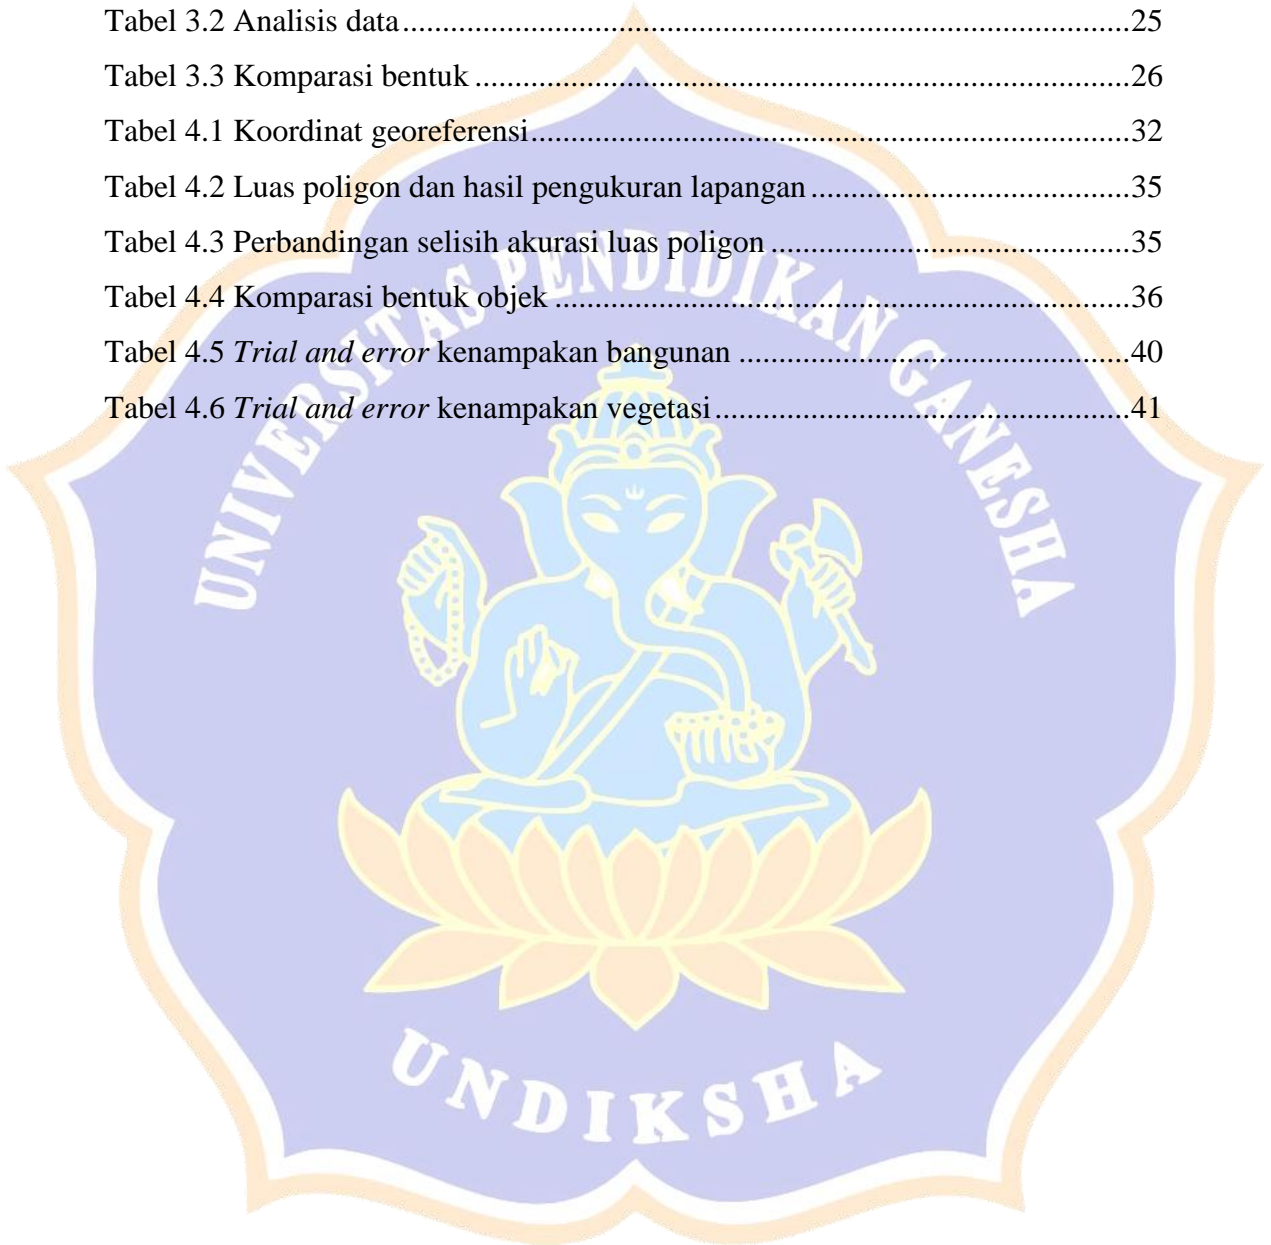 Tabel 3.2 Analisis data....................................................................................25
Tabel 3.3 Komparasi bentuk...........................................................................26
Tabel 4.1 Koordinat georeferensi....................................................................32
Tabel 4.2 Luas poligon dan hasil pengukuran lapangan...................................35
Tabel 4.3 Perbandingan selisih akurasi luas poligon........................................35
Tabel 4.4 Komparasi bentuk objek..................................................................36
Tabel 4.5 Trial and error kenampakan bangunan............................................40
Tabel 4.6 Trial and error kenampakan vegetasi...............................................41
UNIVERSITAS PENDIDIKAN GANESHA
UNDIKSHA